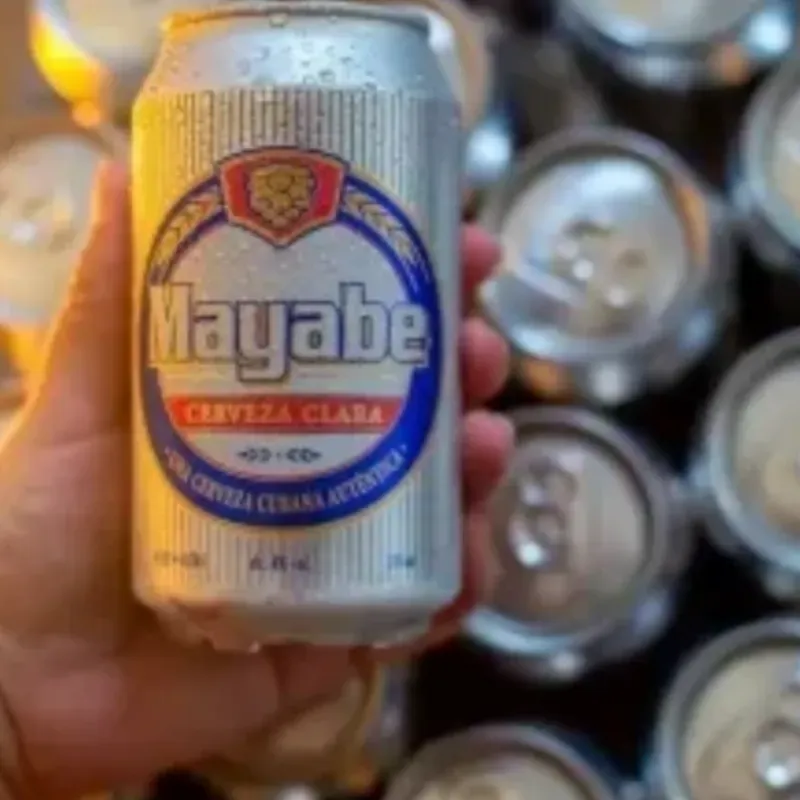 Mayabe
CERVEZA CLARA
· UNA CERVEZA CUBANA AUTÉNTICA ·